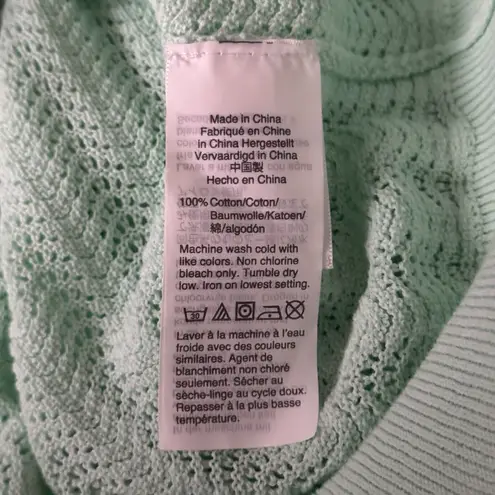 Made in China
Fabriqué en Chine
in China Hergestellt
Vervaardigd in China
中国製
Hecho en China
100% Cotton/Coton/
Baumwolle/Katoen/
綿/algodón
Machine wash cold with
like colors. Non chlorine
bleach only. Tumble dry
low. Iron on lowest setting.
30
Laver à la machine à l'eau
froide avec des couleurs
similaires. Agent de
blanchiment non chloré
seulement. Sécher au
sèche-linge au cycle doux.
Repasser à la plus basse
température.